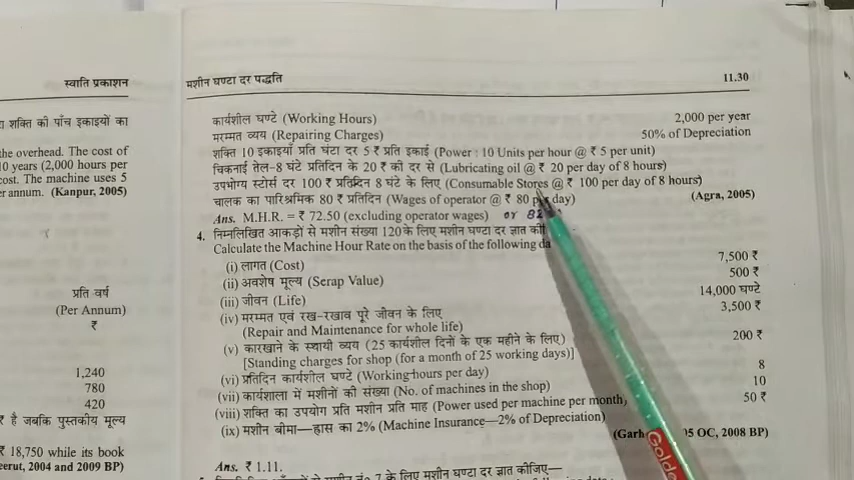 स्वाति प्रकाशन
ा शक्ति की पाँच इकाइयों का
the overhead. The cost of
10 years (2,000 hours per
cost. The machine uses 5
er annum. (Kanpur, 2005)
प्रति वर्ष
(Per Annum)
₹
1,240
780
420
₹ है जबकि पुस्तकीय मूल्य
₹ 18,750 while its book
eerut, 2004 and 2009 BP)
मशीन घण्टा दर पद्धति 11.30
कार्यशील घण्टे (Working Hours) 2,000 per year
मरम्मत व्यय (Repairing Charges) 50% of Depreciation
शक्ति 10 इकाइयाँ प्रति घंटा दर 5 ₹ प्रति इकाई (Power : 10 Units per hour @ ₹ 5 per unit)
चिकनाई तेल-8 घंटे प्रतिदिन के 20 ₹ की दर से (Lubricating oil @ ₹ 20 per day of 8 hours)
उपभोग्य स्टोर्स दर 100 ₹ प्रतिदिन 8 घंटे के लिए (Consumable Stores @ ₹ 100 per day of 8 hours)
चालक का पारिश्रमिक 80 ₹ प्रतिदिन (Wages of operator @ ₹ 80 per day) (Agra, 2005)
Ans. M.H.R. = ₹ 72.50 (excluding operator wages) or
4. निम्नलिखित आकड़ों से मशीन संख्या 120 के लिए मशीन घण्टा दर ज्ञात की
Calculate the Machine Hour Rate on the basis of the following da
(i) लागत (Cost) 7,500 ₹
(ii) अवशेष मूल्य (Scrap Value) 500 ₹
(iii) जीवन (Life) 14,000 घण्टे
(iv) मरम्मत एवं रख-रखाव पूरे जीवन के लिए 3,500 ₹
(Repair and Maintenance for whole life)
(v) कारखाने के स्थायी व्यय (25 कार्यशील दिनों के एक महीने के लिए) 200 ₹
[Standing charges for shop (for a month of 25 working days)]
(vi) प्रतिदिन कार्यशील घण्टे (Working hours per day) 8
(vii) कार्यशाला में मशीनों की संख्या (No. of machines in the shop) 10
(viii) शक्ति का उपयोग प्रति मशीन प्रति माह (Power used per machine per month) 50 ₹
(ix) मशीन बीमा—ह्रास का 2% (Machine Insurance—2% of Depreciation)
(Garh 05 OC, 2008 BP)
Ans. ₹ 1.11.
नं० 7 के लिए मशीन घण्टा दर ज्ञात कीजिए—
Golde